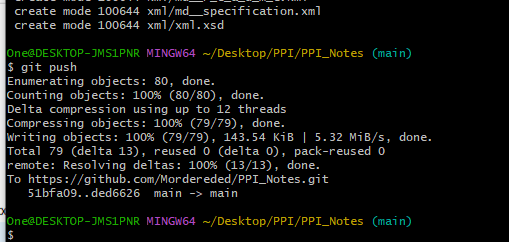 create mode 100644 xml/md__specification.xml
create mode 100644 xml/xml.xsd
One@DESKTOP-JMS1PNR MINGW64 ~/Desktop/PPI/PPI_Notes (main)
$ git push
Enumerating objects: 80, done.
Counting objects: 100% (80/80), done.
Delta compression using up to 12 threads
Compressing objects: 100% (79/79), done.
Writing objects: 100% (79/79), 143.54 KiB | 5.32 MiB/s, done.
Total 79 (delta 13), reused 0 (delta 0), pack-reused 0
remote: Resolving deltas: 100% (13/13), done.
To https://github.com/Mordereded/PPI_Notes.git
51bfa09..ded6626  main -> main
One@DESKTOP-JMS1PNR MINGW64 ~/Desktop/PPI/PPI_Notes (main)
$